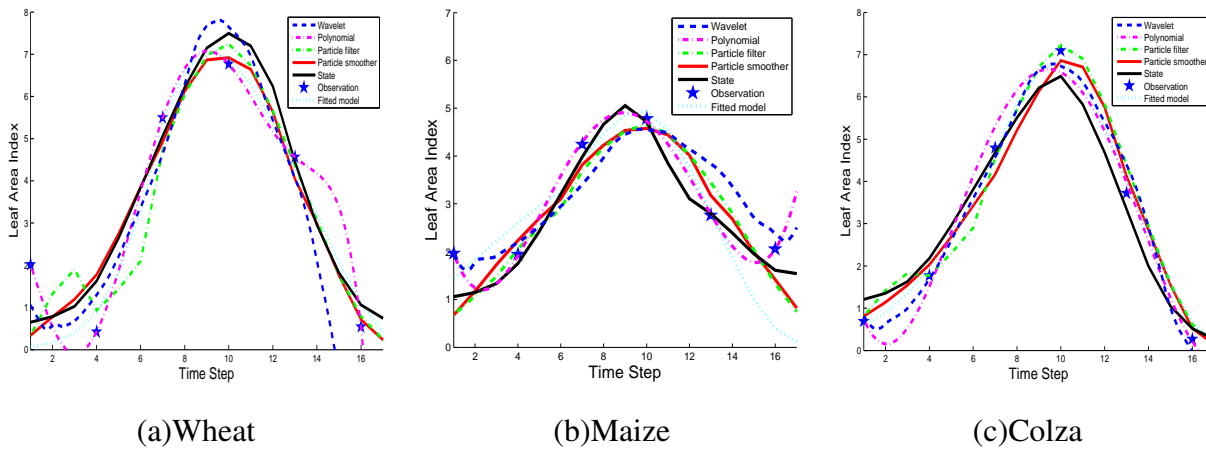 8
7
6
5
4
3
2
1
0
Leaf Area Index
2 4 6 8 10 12 14 16
Time Step
Wavelet
Polynomial
Particle filter
Particle smoother
State
Observation
Fitted model
(a)Wheat
7
6
5
4
3
2
1
0
Leaf Area Index
2 4 6 8 10 12 14 16
Time Step
Wavelet
Polynomial
Particle filter
Particle smoother
State
Observation
Fitted model
(b)Maize
8
7
6
5
4
3
2
1
0
Leaf Area Index
2 4 6 8 10 12 14 16
Time Step
Wavelet
Polynomial
Particle filter
Particle smoother
State
Observation
Fitted model
(c)Colza